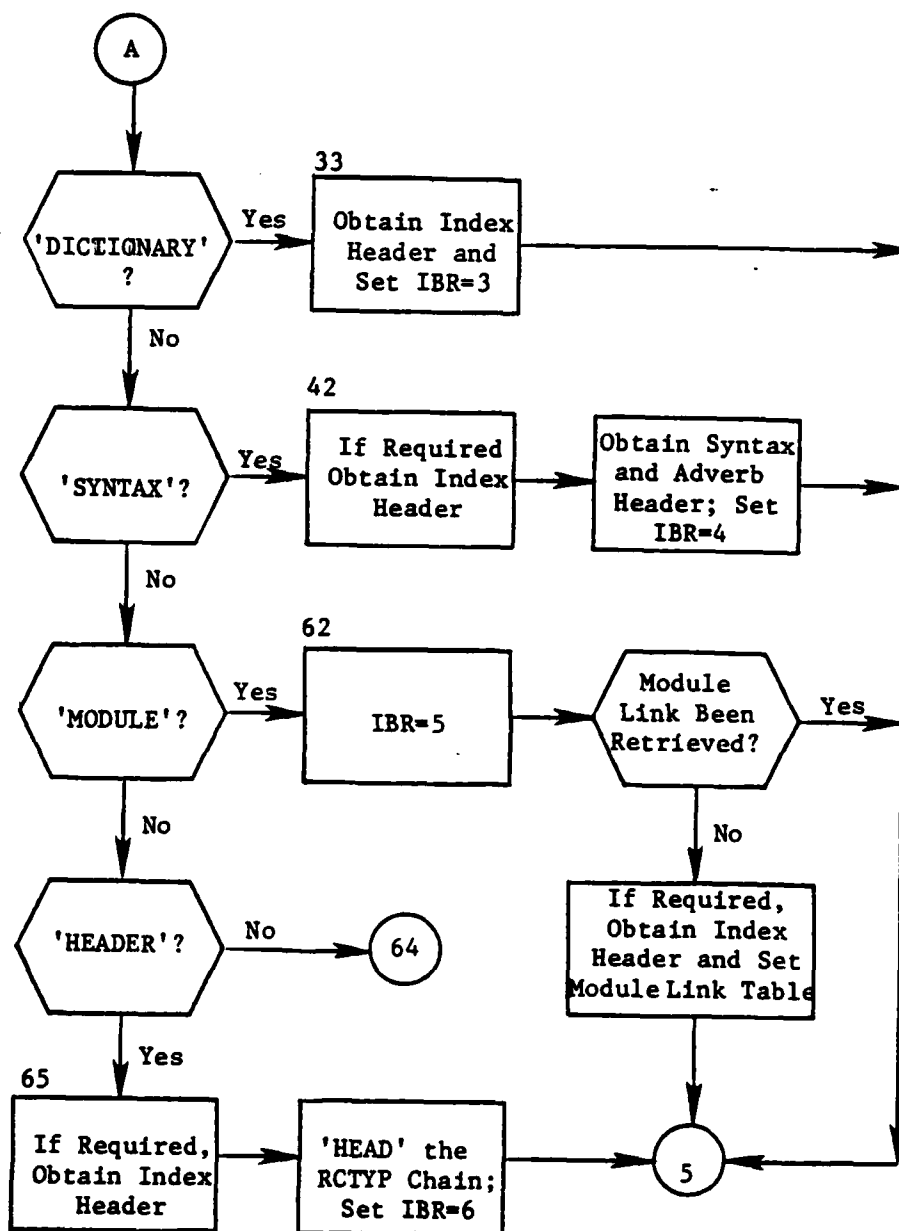 A
33
'DICTIONARY'
?
Yes
Obtain Index
Header and
Set IBR=3
No
42
'SYNTAX'?
Yes
If Required
Obtain Index
Header
Obtain Syntax
and Adverb
Header; Set
IBR=4
No
62
'MODULE'?
Yes
IBR=5
Module
Link Been
Retrieved?
Yes
No
No
If Required,
Obtain Index
Header and Set
Module Link Table
'HEADER'?
No
64
Yes
65
If Required,
Obtain Index
Header
'HEAD' the
RCTYP Chain;
Set IBR=6
5